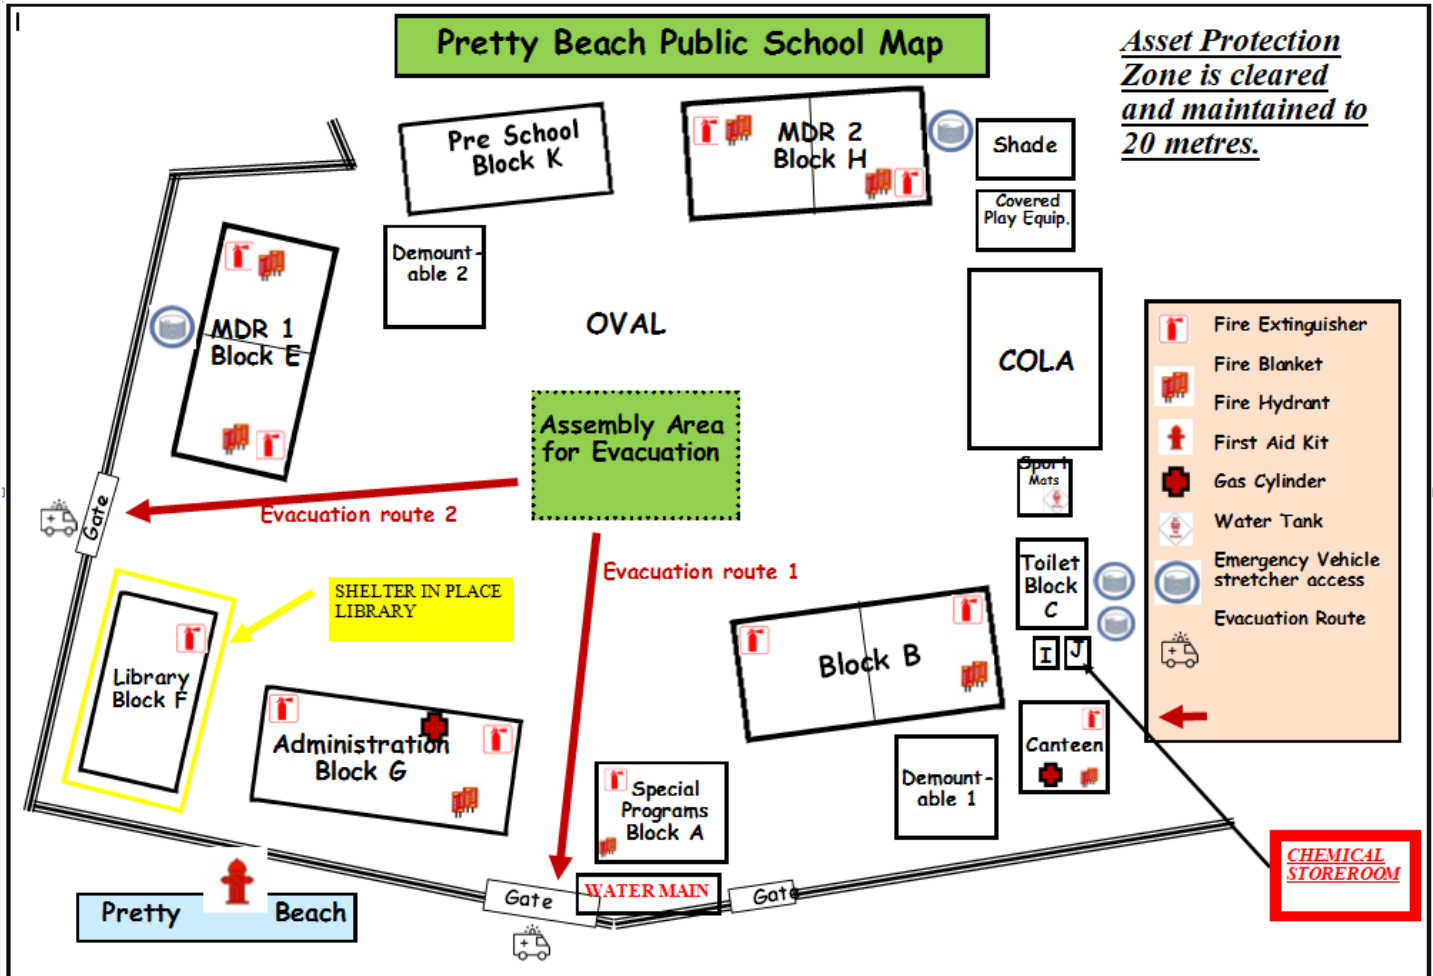 Pretty Beach Public School Map
Asset Protection
Zone is cleared
and maintained to
20 metres.
Pre School
Block K
MDR 2
Block H
Shade
Covered
Play Equip.
Demount-
able 2
MDR 1
Block E
OVAL
COLA
Fire Extinguisher
Fire Blanket
Fire Hydrant
First Aid Kit
Gas Cylinder
Water Tank
Emergency Vehicle
stretcher access
Evacuation Route
Assembly Area
for Evacuation
Sport
Mats
Gate
Evacuation route 2
Evacuation route 1
SHELTER IN PLACE
LIBRARY
Toilet
Block
C
I
J
Library
Block F
Block B
Administration
Block G
Canteen
Special
Programs
Block A
Demount-
able 1
CHEMICAL
STOREROOM
WATER MAIN
Gate
Gate
Pretty Beach